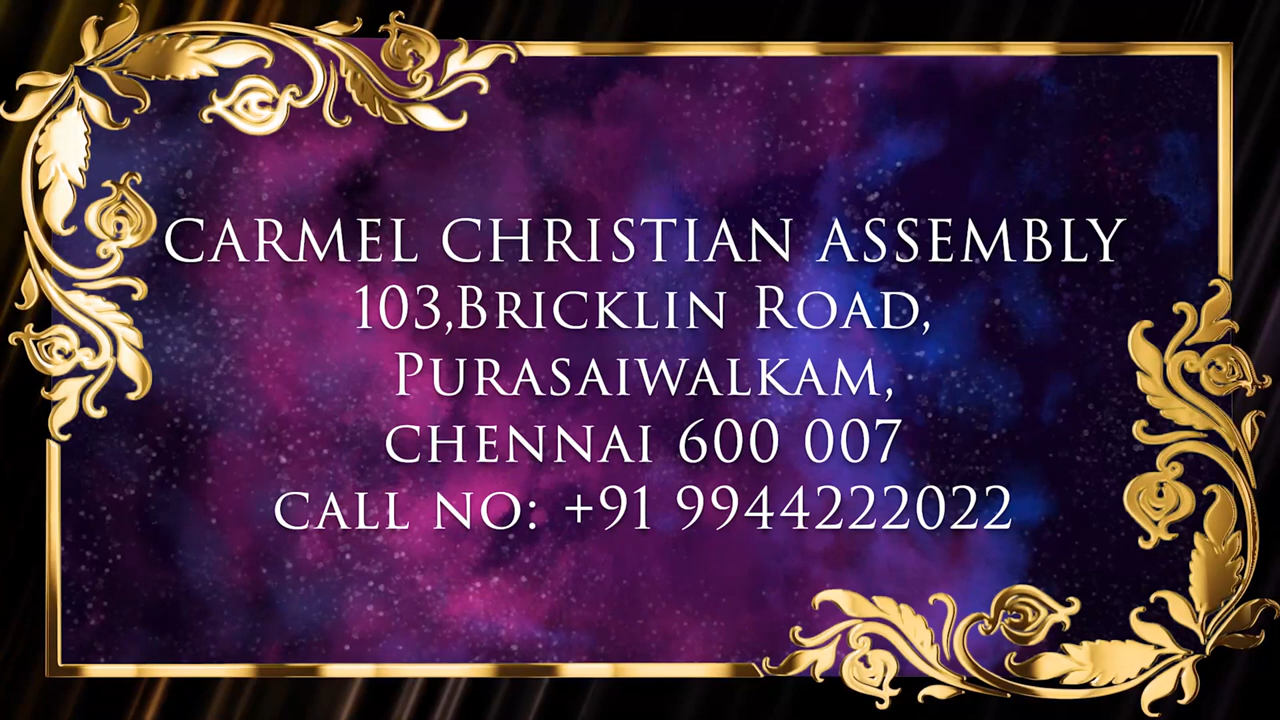 CARMEL CHRISTIAN ASSEMBLY
103,Bricklin Road,
Purasaiwalkam,
chennai 600 007
call no: +91 9944222022